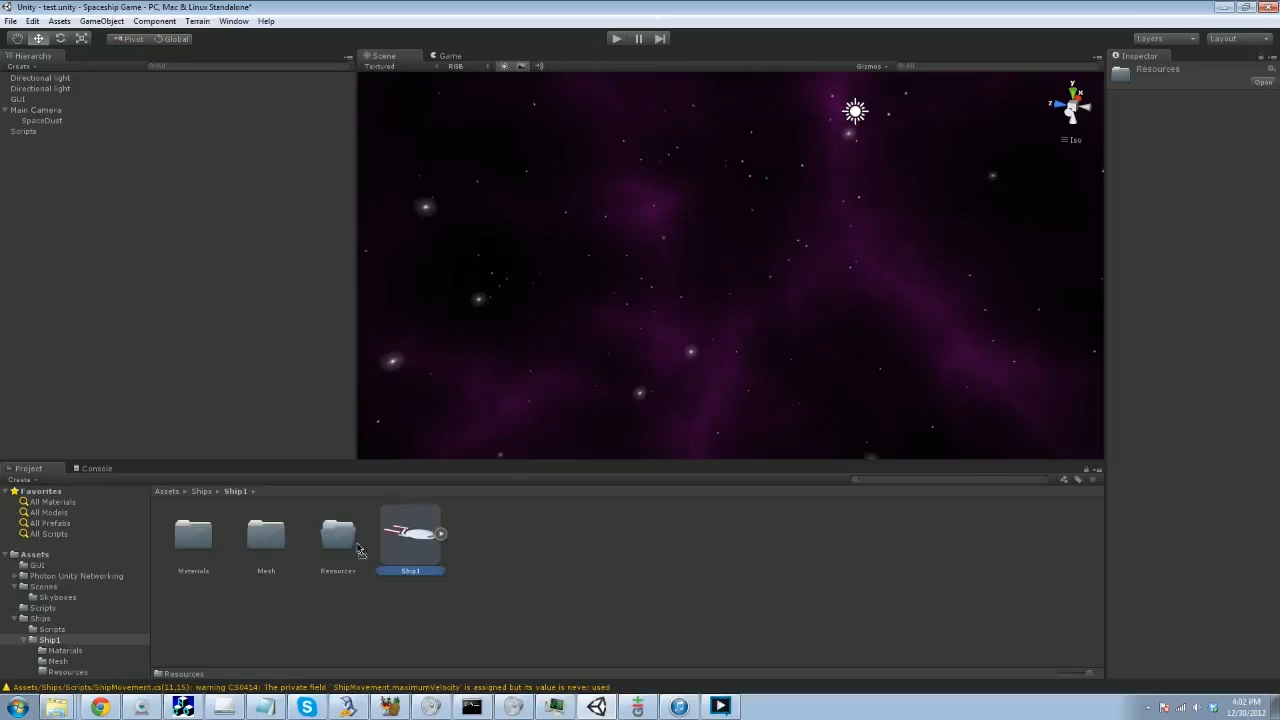 Unity - test.unity - Spaceship Game - PC, Mac & Linux Standalone*
File Edit Assets GameObject Component Terrain Window Help
Pivot Global Layers Layout
Hierarchy
Create All
Directional light
Directional light
GUI
Main Camera
SpaceDust
Scripts
Scene Game
Textured RGB Gizmos All
y
x
z
Iso
Inspector
Resources
Open
Project Console
Create
Favorites
All Materials
All Models
All Prefabs
All Scripts
Assets
GUI
Photon Unity Networking
Scenes
Skyboxes
Scripts
Ships
Scripts
Ship1
Materials
Mesh
Resources
Assets Ships Ship1
Materials Mesh Resources Ship1
Resources
Assets/Ships/Scripts/ShipMovement.cs(11,15): warning CS0414: The private field `ShipMovement.maximumVelocity' is assigned but its value is never used
4:02 PM
12/30/2012